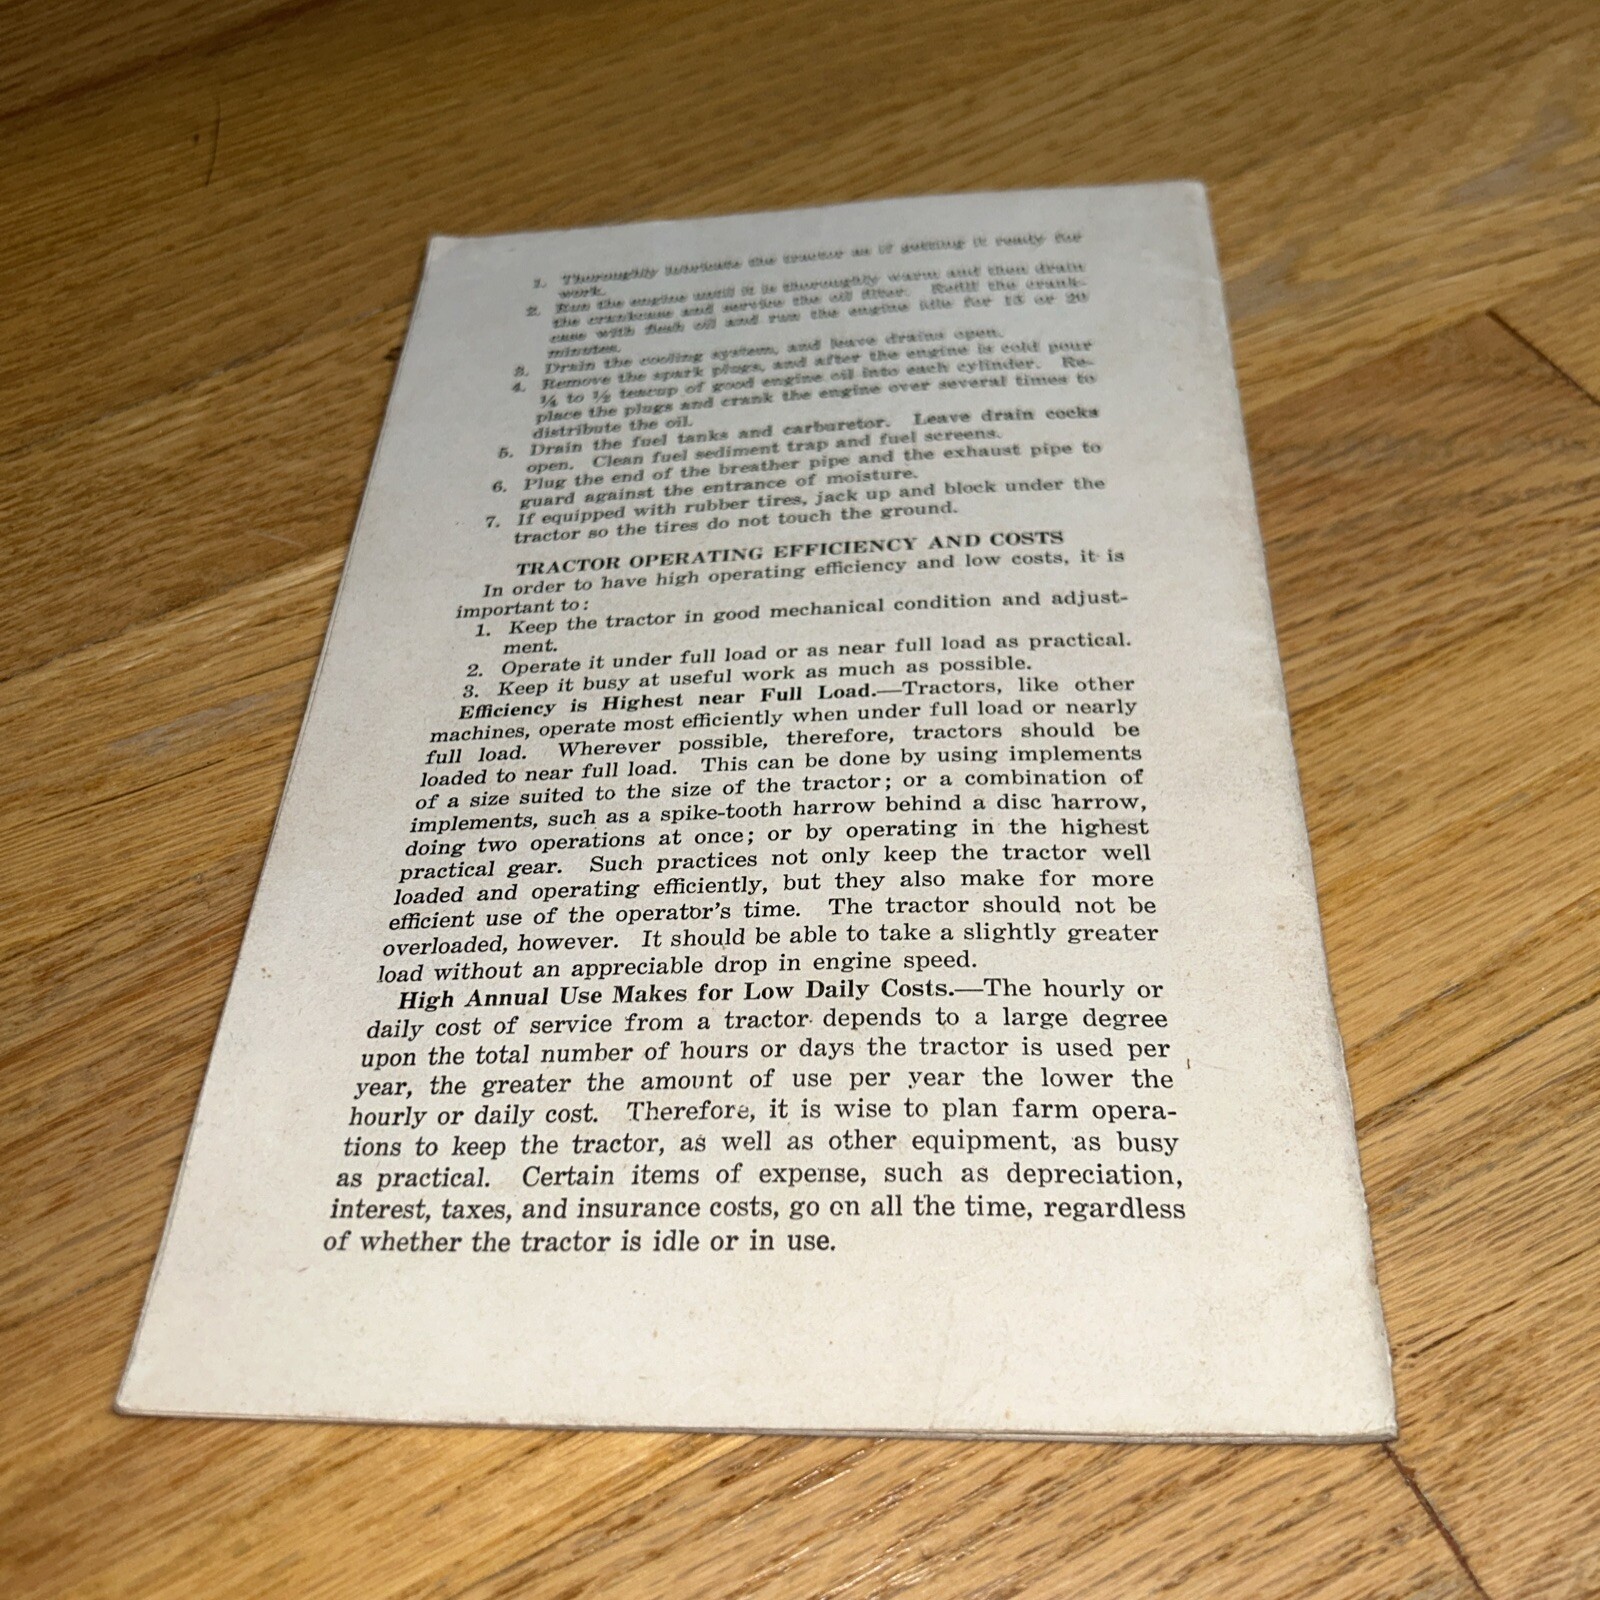 1. Thoroughly lubricate the tractor as if getting it ready for
work.
2. Run the engine until it is thoroughly warm and then drain
the crankcase and service the oil filter. Refill the crank-
case with fresh oil and run the engine idle for 15 or 20
minutes.
3. Drain the cooling system, and leave drains open.
4. Remove the spark plugs, and after the engine is cold pour
¼ to ½ teacup of good engine oil into each cylinder. Re-
place the plugs and crank the engine over several times to
distribute the oil.
5. Drain the fuel tanks and carburetor. Leave drain cocks
open. Clean fuel sediment trap and fuel screens.
6. Plug the end of the breather pipe and the exhaust pipe to
guard against the entrance of moisture.
7. If equipped with rubber tires, jack up and block under the
tractor so the tires do not touch the ground.
TRACTOR OPERATING EFFICIENCY AND COSTS
In order to have high operating efficiency and low costs, it is
important to:
1. Keep the tractor in good mechanical condition and adjust-
ment.
2. Operate it under full load or as near full load as practical.
3. Keep it busy at useful work as much as possible.
Efficiency is Highest near Full Load.—Tractors, like other
machines, operate most efficiently when under full load or nearly
full load. Wherever possible, therefore, tractors should be
loaded to near full load. This can be done by using implements
of a size suited to the size of the tractor; or a combination of
implements, such as a spike-tooth harrow behind a disc harrow,
doing two operations at once; or by operating in the highest
practical gear. Such practices not only keep the tractor well
loaded and operating efficiently, but they also make for more
efficient use of the operator's time. The tractor should not be
overloaded, however. It should be able to take a slightly greater
load without an appreciable drop in engine speed.
High Annual Use Makes for Low Daily Costs.—The hourly or
daily cost of service from a tractor depends to a large degree
upon the total number of hours or days the tractor is used per
year, the greater the amount of use per year the lower the
hourly or daily cost. Therefore, it is wise to plan farm opera-
tions to keep the tractor, as well as other equipment, as busy
as practical. Certain items of expense, such as depreciation,
interest, taxes, and insurance costs, go on all the time, regardless
of whether the tractor is idle or in use.